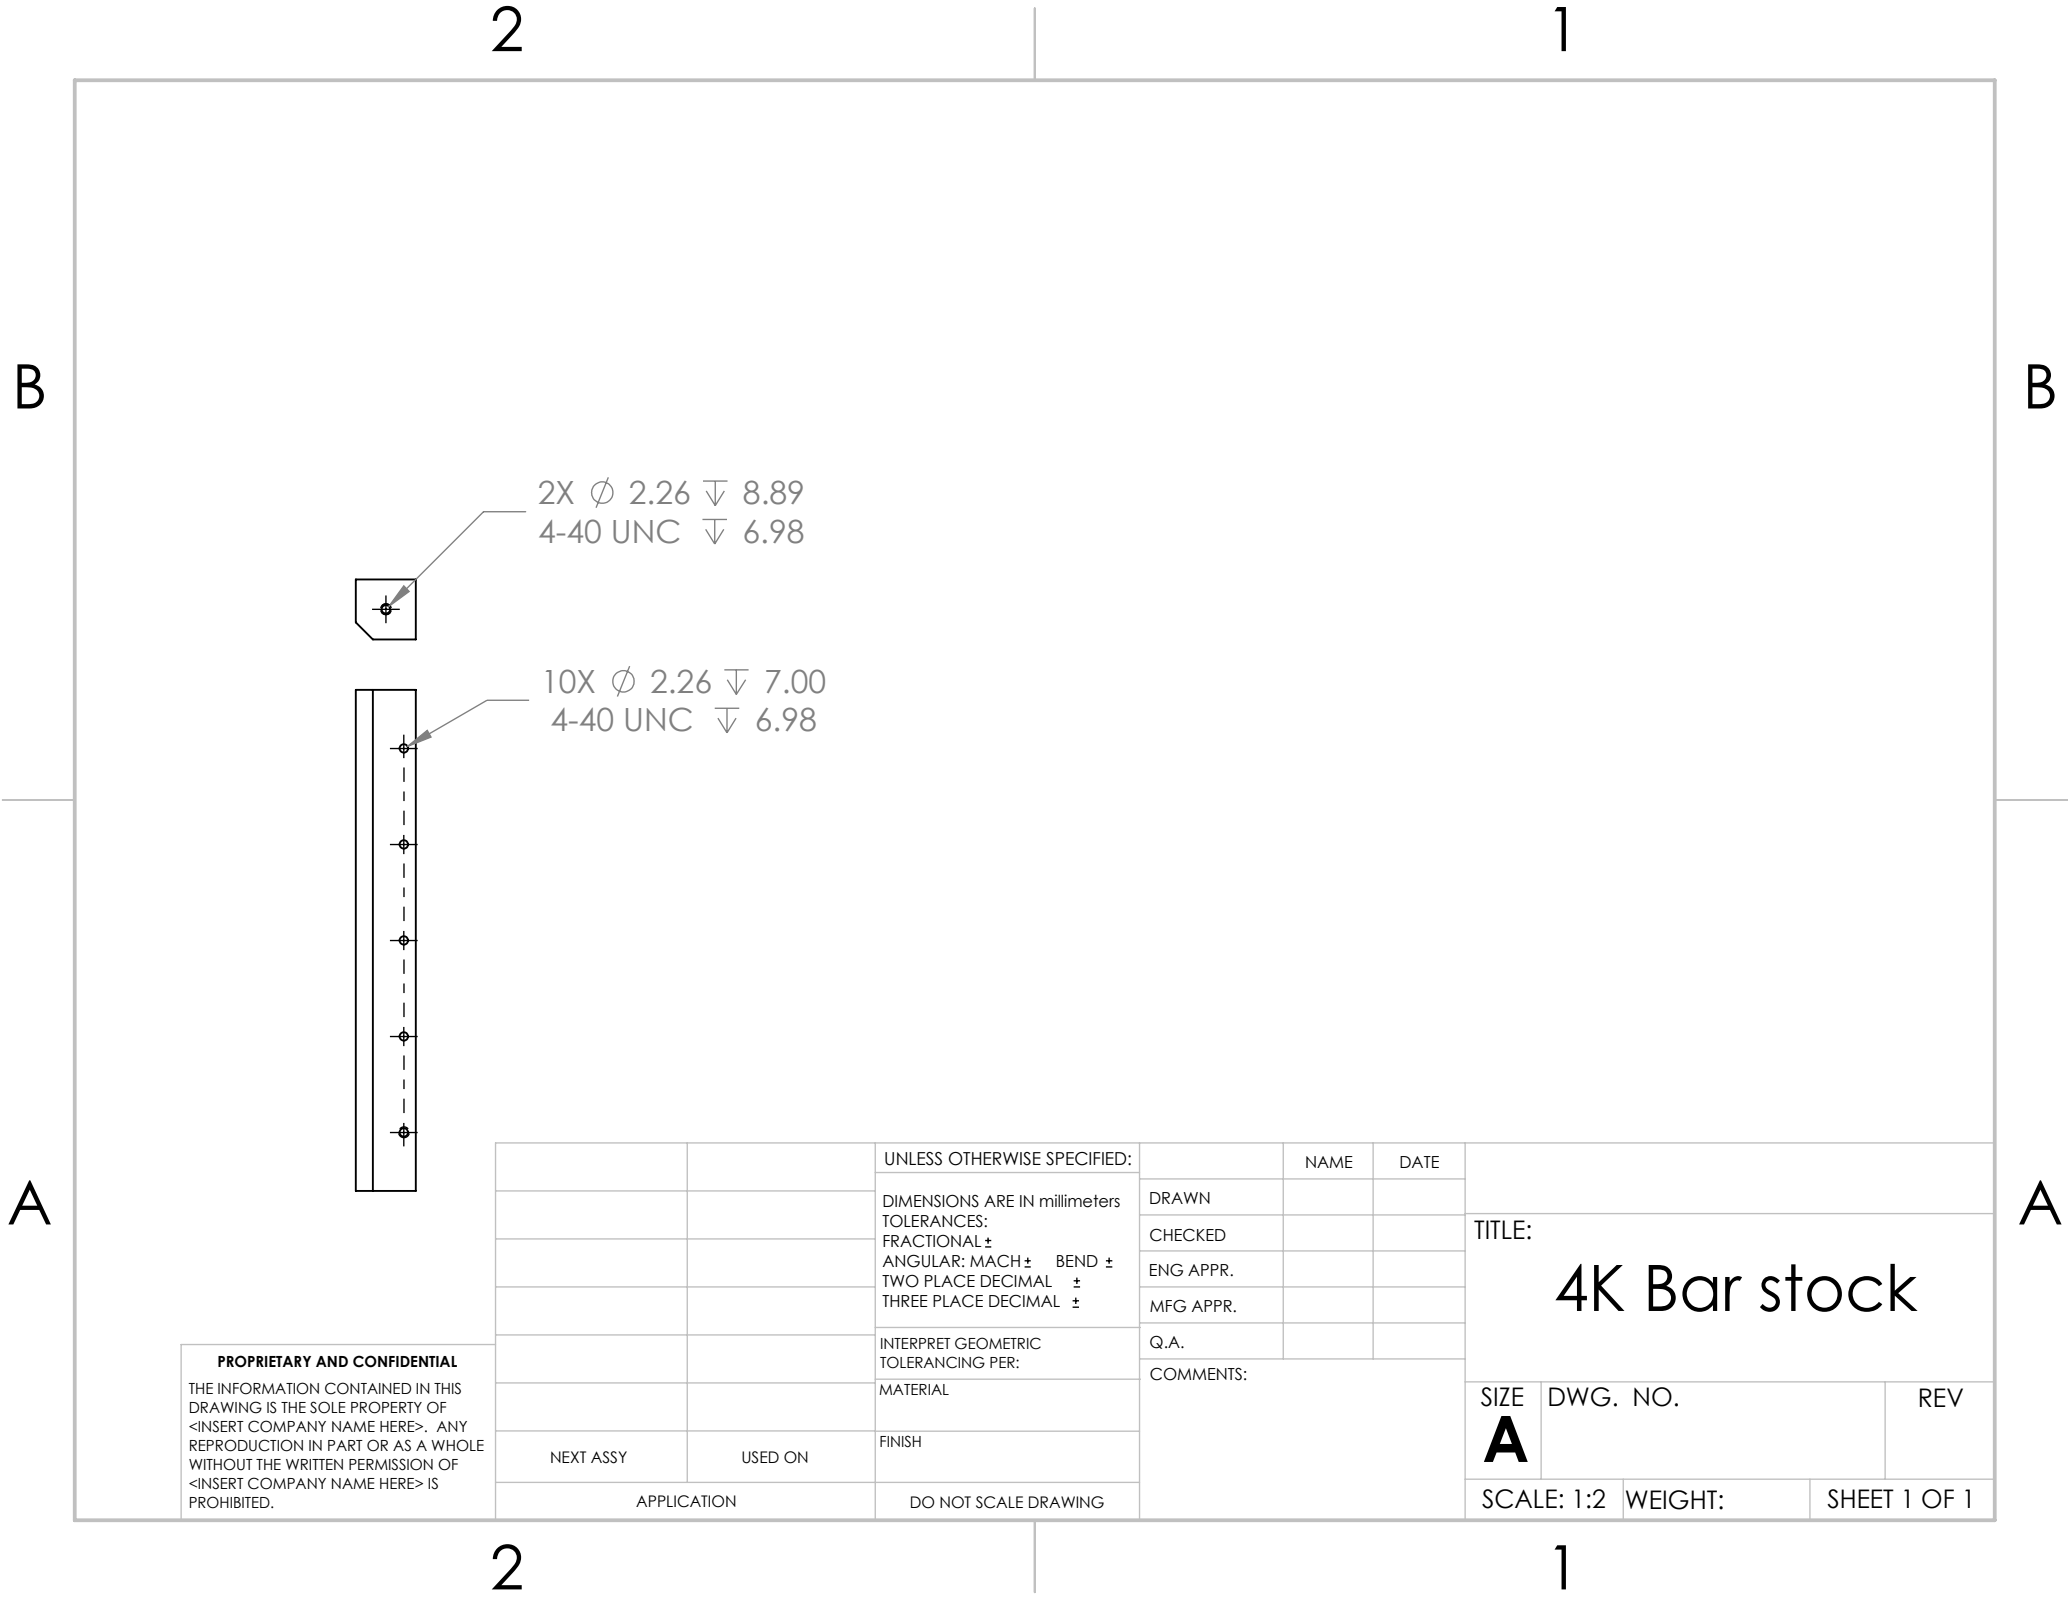 2 1
B B
2X ⌀ 2.26 ↧ 8.89
4-40 UNC ↧ 6.98
10X ⌀ 2.26 ↧ 7.00
4-40 UNC ↧ 6.98
A A
PROPRIETARY AND CONFIDENTIAL
THE INFORMATION CONTAINED IN THIS
DRAWING IS THE SOLE PROPERTY OF
<INSERT COMPANY NAME HERE>. ANY
REPRODUCTION IN PART OR AS A WHOLE
WITHOUT THE WRITTEN PERMISSION OF
<INSERT COMPANY NAME HERE> IS
PROHIBITED.
NEXT ASSY USED ON
APPLICATION
UNLESS OTHERWISE SPECIFIED:
DIMENSIONS ARE IN millimeters
TOLERANCES:
FRACTIONAL ±
ANGULAR: MACH ± BEND ±
TWO PLACE DECIMAL ±
THREE PLACE DECIMAL ±
INTERPRET GEOMETRIC
TOLERANCING PER:
MATERIAL
FINISH
DO NOT SCALE DRAWING
NAME DATE
DRAWN
CHECKED
ENG APPR.
MFG APPR.
Q.A.
COMMENTS:
TITLE:
4K Bar stock
SIZE DWG. NO. REV
A
SCALE: 1:2 WEIGHT: SHEET 1 OF 1
2 1